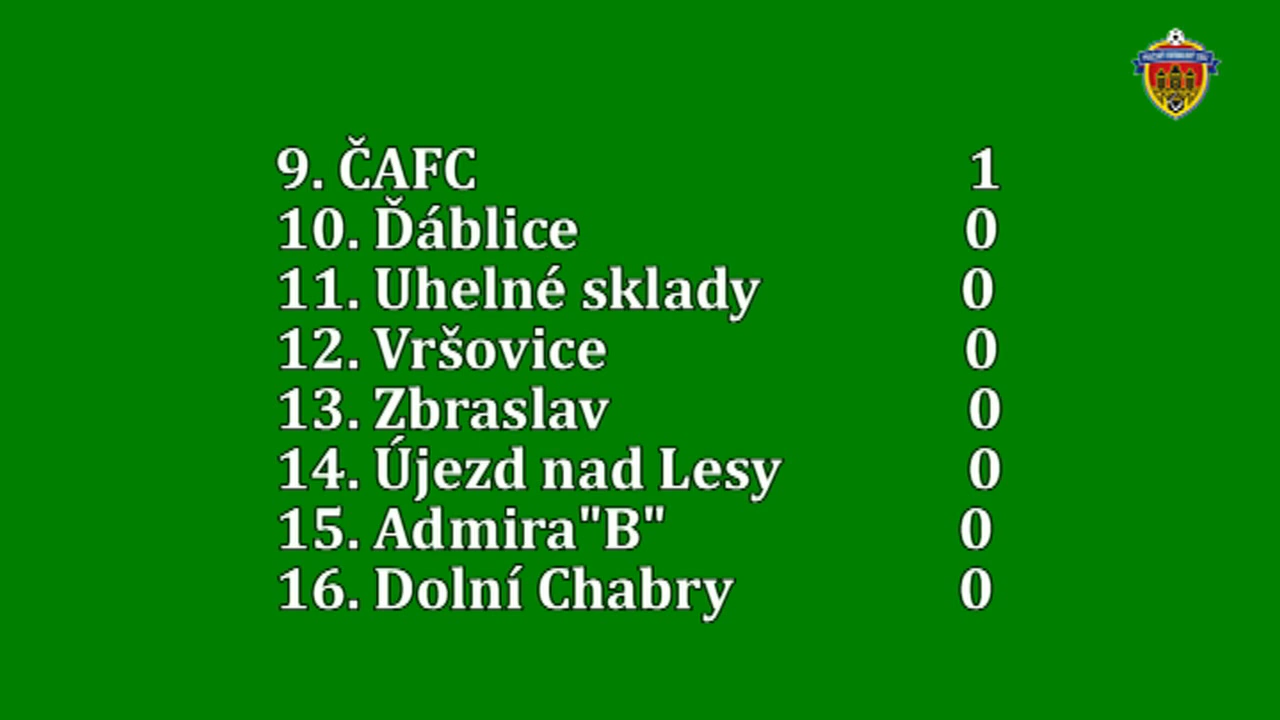 9. ČAFC 1
10. Ďáblice 0
11. Uhelné sklady 0
12. Vršovice 0
13. Zbraslav 0
14. Újezd nad Lesy 0
15. Admira"B" 0
16. Dolní Chabry 0